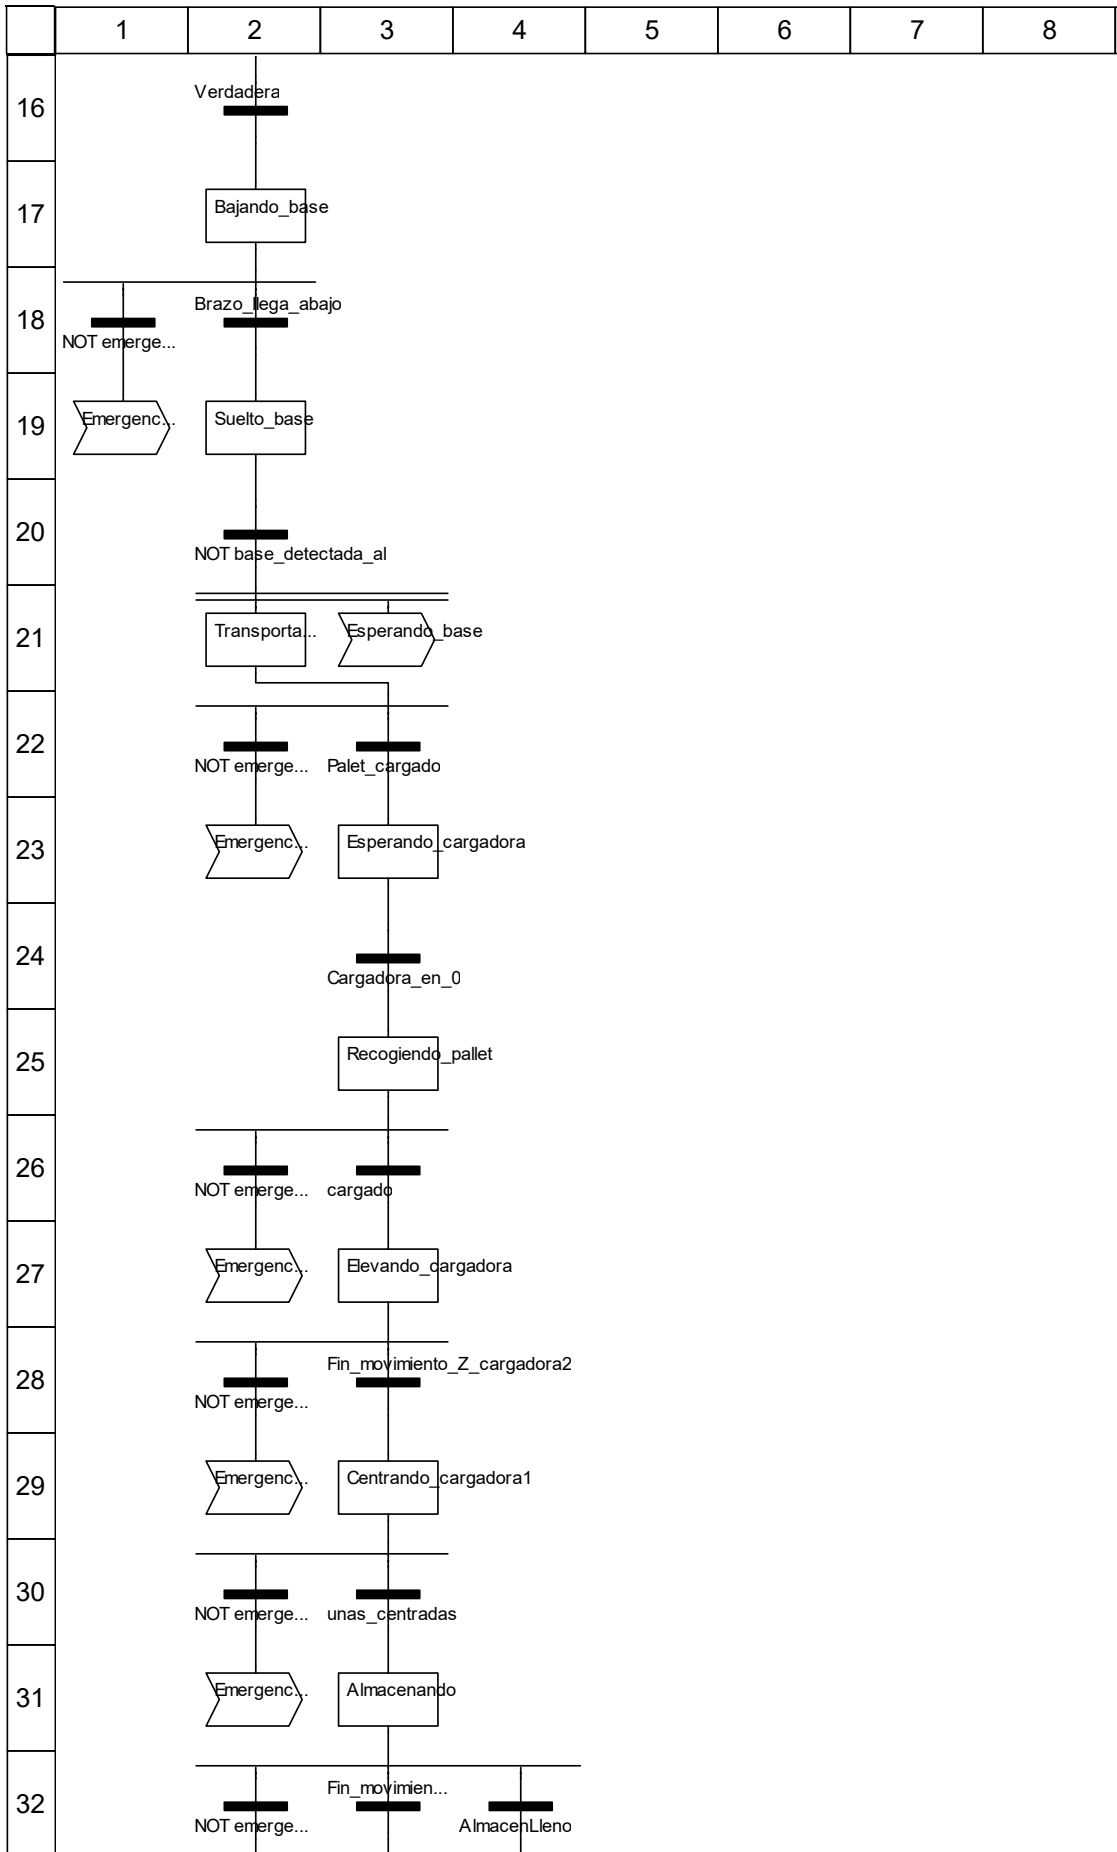 1 2 3 4 5 6 7 8
Verdadera
16
17 Bajando_base
Brazo_llega_abajo
18
NOT emerge...
19 Emergenc... Suelto_base
20
NOT base_detectada_al
21 Transporta... Esperando_base
22
NOT emerge... Palet_cargado
23 Emergenc... Esperando_cargadora
24
Cargadora_en_0
25 Recogiendo_pallet
26
NOT emerge... cargado
27 Emergenc... Elevando_cargadora
Fin_movimiento_Z_cargadora2
28
NOT emerge...
29 Emergenc... Centrando_cargadora1
30
NOT emerge... unas_centradas
31 Emergenc... Almacenando
Fin_movimien...
32
NOT emerge... AlmacenLleno